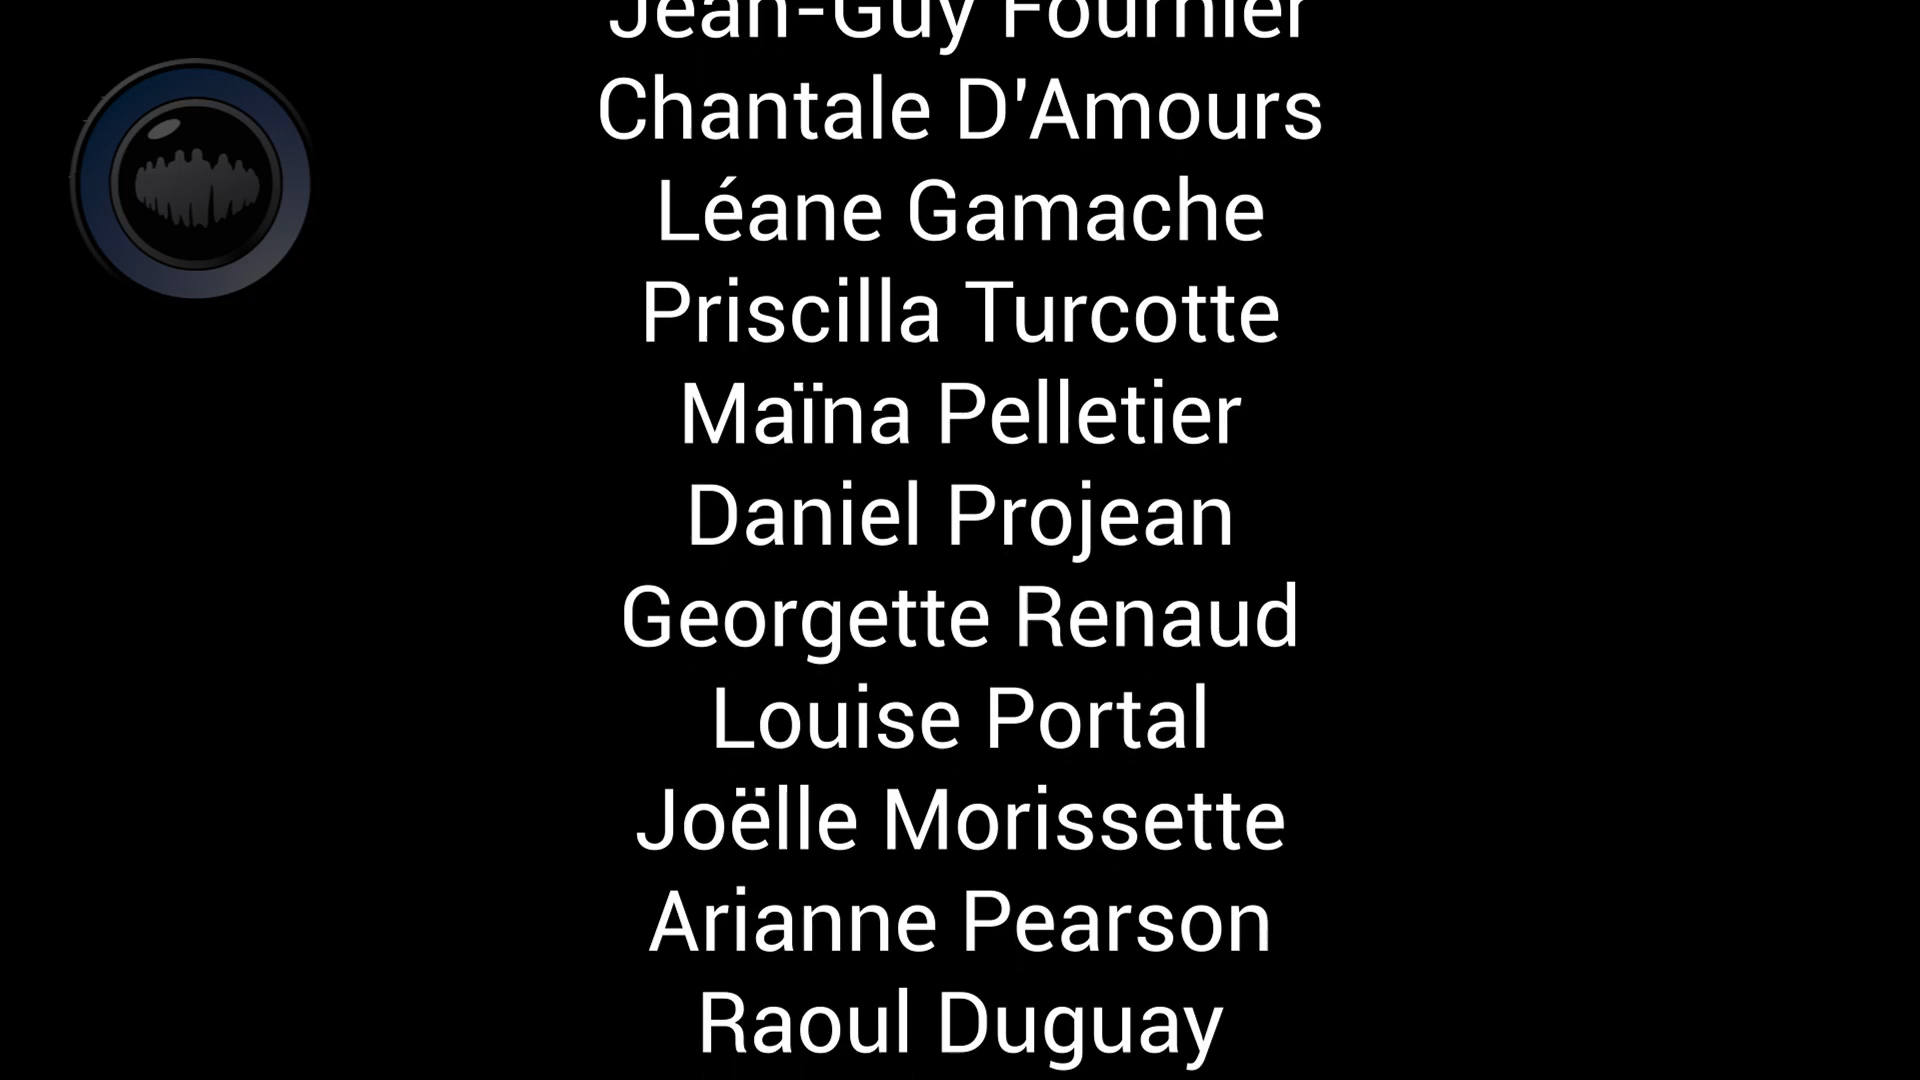 Jean-Guy Fournier
Chantale D'Amours
Léane Gamache
Priscilla Turcotte
Maïna Pelletier
Daniel Projean
Georgette Renaud
Louise Portal
Joëlle Morissette
Arianne Pearson
Raoul Duguay